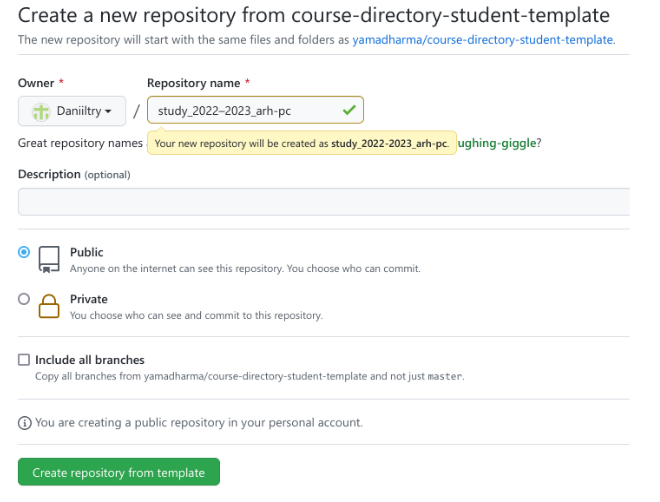 Create a new repository from course-directory-student-template
The new repository will start with the same files and folders as yamadharma/course-directory-student-template.
Owner *
Repository name *
Daniiltry / study_2022–2023_arh-pc
Great repository names
Your new repository will be created as study_2022-2023_arh-pc.
ughing-giggle?
Description (optional)
Public
Anyone on the internet can see this repository. You choose who can commit.
Private
You choose who can see and commit to this repository.
Include all branches
Copy all branches from yamadharma/course-directory-student-template and not just master.
You are creating a public repository in your personal account.
Create repository from template